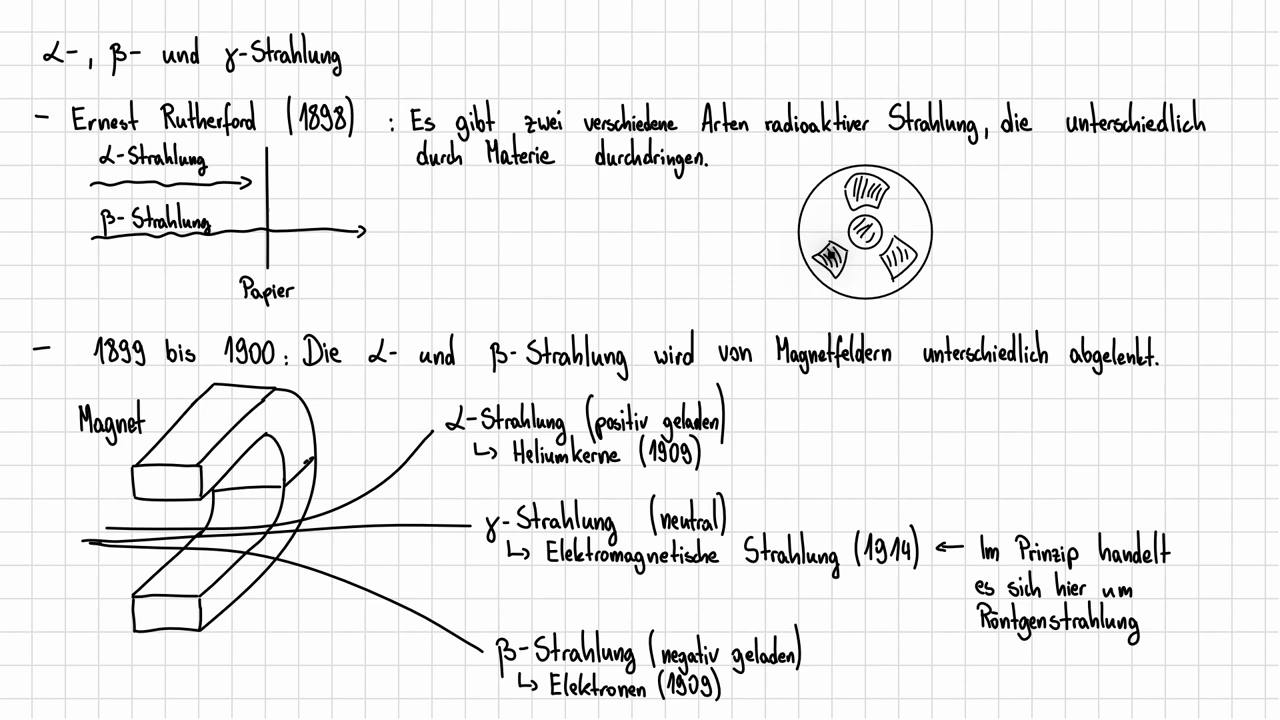 α-, β- und γ-Strahlung
- Ernest Rutherford (1898) : Es gibt zwei verschiedene Arten radioaktiver Strahlung, die unterschiedlich
durch Materie durchdringen.
α-Strahlung
β-Strahlung
Papier
- 1899 bis 1900: Die α- und β-Strahlung wird von Magnetfeldern unterschiedlich abgelenkt.
Magnet
α-Strahlung (positiv geladen)
↳ Heliumkerne (1909)
γ-Strahlung (neutral)
↳ Elektromagnetische Strahlung (1914) ← Im Prinzip handelt
es sich hier um
Röntgenstrahlung
β-Strahlung (negativ geladen)
↳ Elektronen (1909)